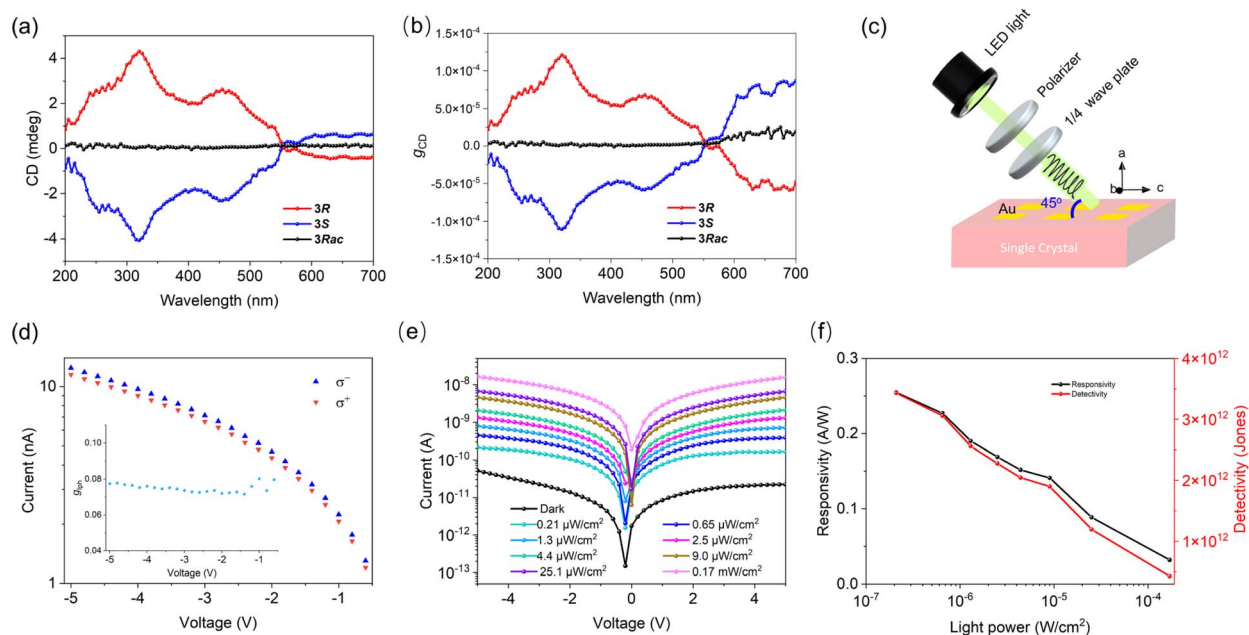 (a)
CD (mdeg)
4
2
0
-2
-4
3R
3S
3Rac
200 300 400 500 600 700
Wavelength (nm)
(b)
gCD
1.5×10⁻⁴
1.0×10⁻⁴
5.0×10⁻⁵
0.0
-5.0×10⁻⁵
-1.0×10⁻⁴
-1.5×10⁻⁴
3R
3S
3Rac
200 300 400 500 600 700
Wavelength (nm)
(c)
LED light
Polarizer
1/4 wave plate
a
b c
Au
45°
Single Crystal
(d)
Current (nA)
10
1
σ⁻
σ⁺
gIph
0.10
0.08
0.06
0.04
-5 -4 -3 -2 -1
Voltage (V)
-5 -4 -3 -2 -1
Voltage (V)
(e)
Current (A)
10⁻⁸
10⁻⁹
10⁻¹⁰
10⁻¹¹
10⁻¹²
10⁻¹³
Dark
0.21 μW/cm² 0.65 μW/cm²
1.3 μW/cm² 2.5 μW/cm²
4.4 μW/cm² 9.0 μW/cm²
25.1 μW/cm² 0.17 mW/cm²
-4 -2 0 2 4
Voltage (V)
(f)
Responsivity (A/W)
0.3
0.2
0.1
0.0
Responsivity
Detectivity
4×10¹²
3×10¹²
2×10¹²
1×10¹²
Detectivity (Jones)
10⁻⁷ 10⁻⁶ 10⁻⁵ 10⁻⁴
Light power (W/cm²)